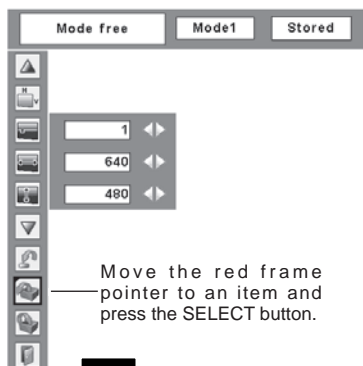 Mode free Mode1 Stored
H
V
1
640
480
Move the red frame
pointer to an item and
press the SELECT button.